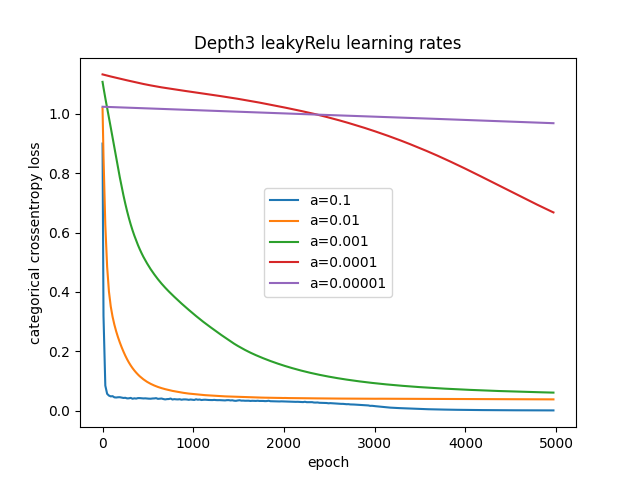 Depth3 leakyRelu learning rates
categorical crossentropy loss
1.0
0.8
0.6
0.4
0.2
0.0
a=0.1
a=0.01
a=0.001
a=0.0001
a=0.00001
0 1000 2000 3000 4000 5000
epoch